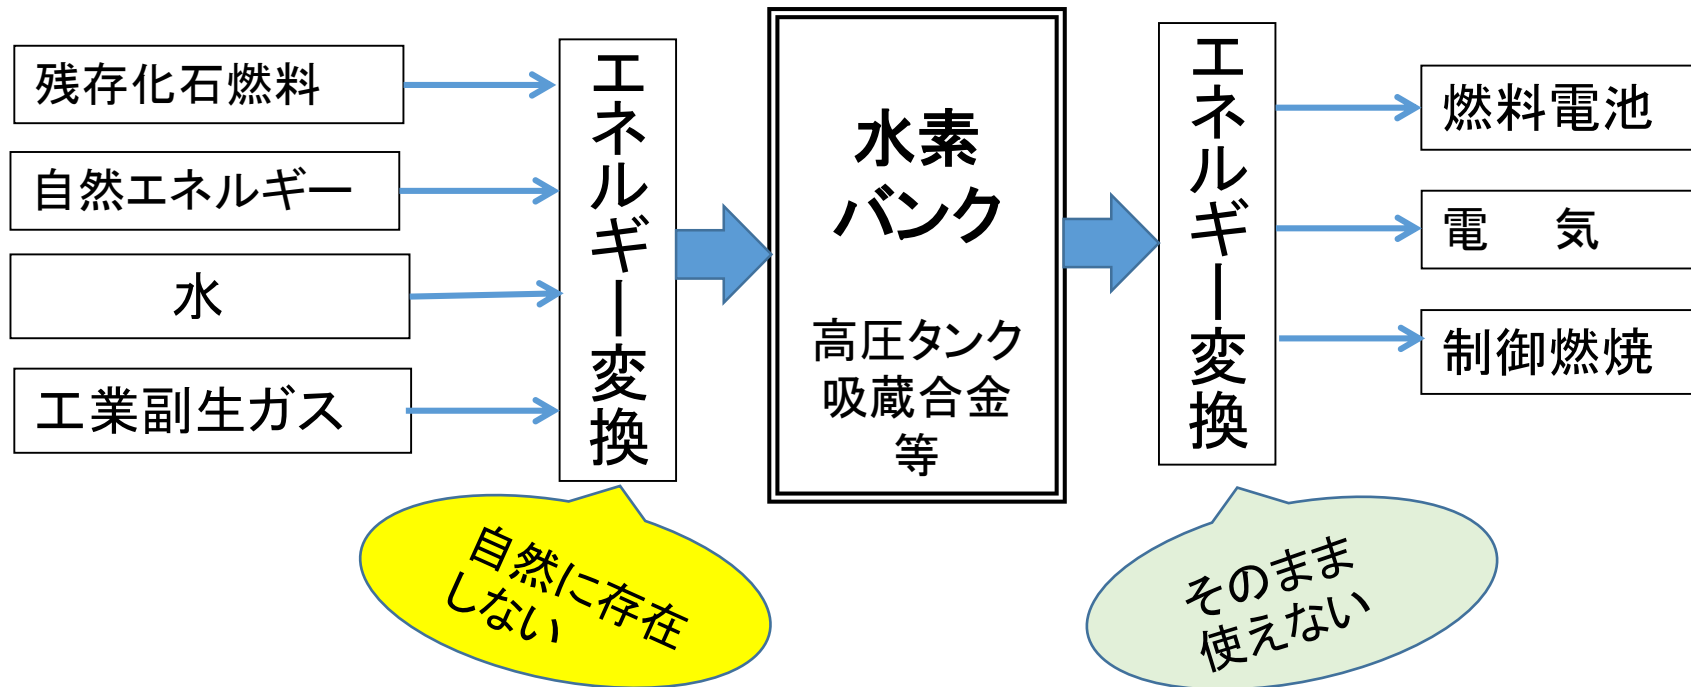 残存化石燃料
自然エネルギー
水
工業副生ガス
エネルギー変換
水素
バンク
高圧タンク
吸蔵合金
等
エネルギー変換
燃料電池
電　気
制御燃焼
自然に存在
しない
そのまま
使えない